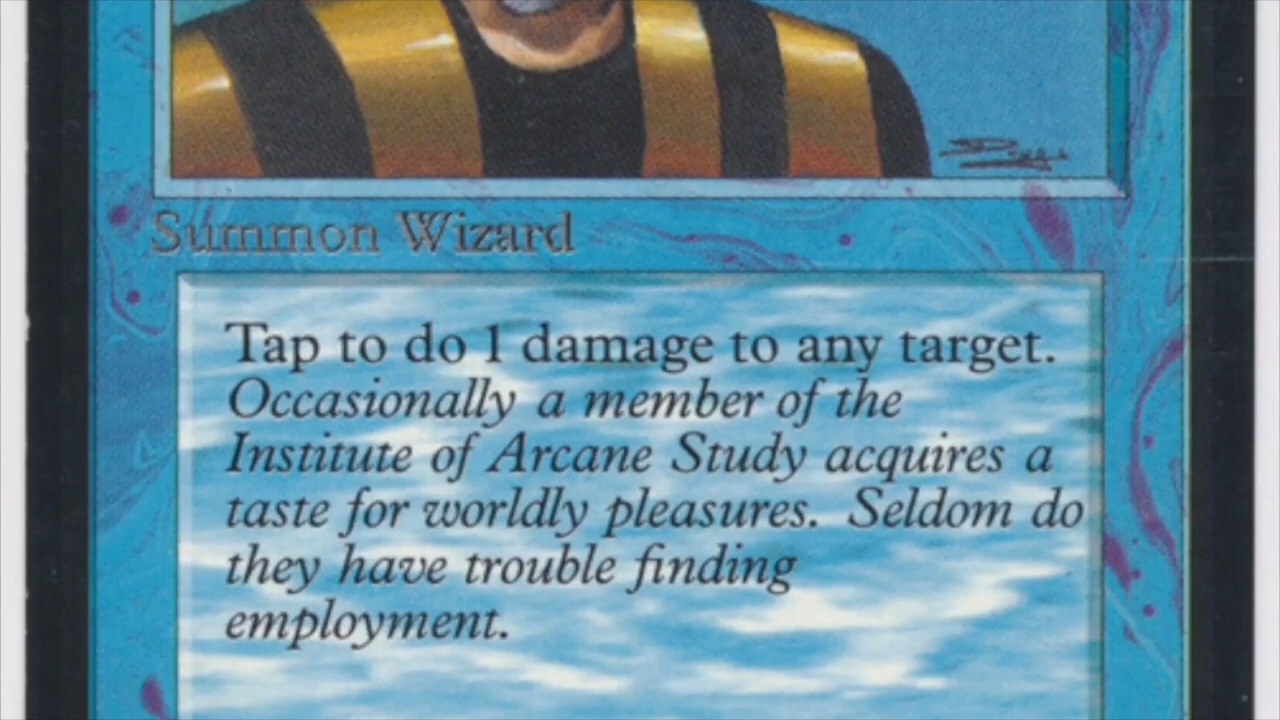 Summon Wizard
Tap to do 1 damage to any target.
Occasionally a member of the
Institute of Arcane Study acquires a
taste for worldly pleasures. Seldom do
they have trouble finding
employment.